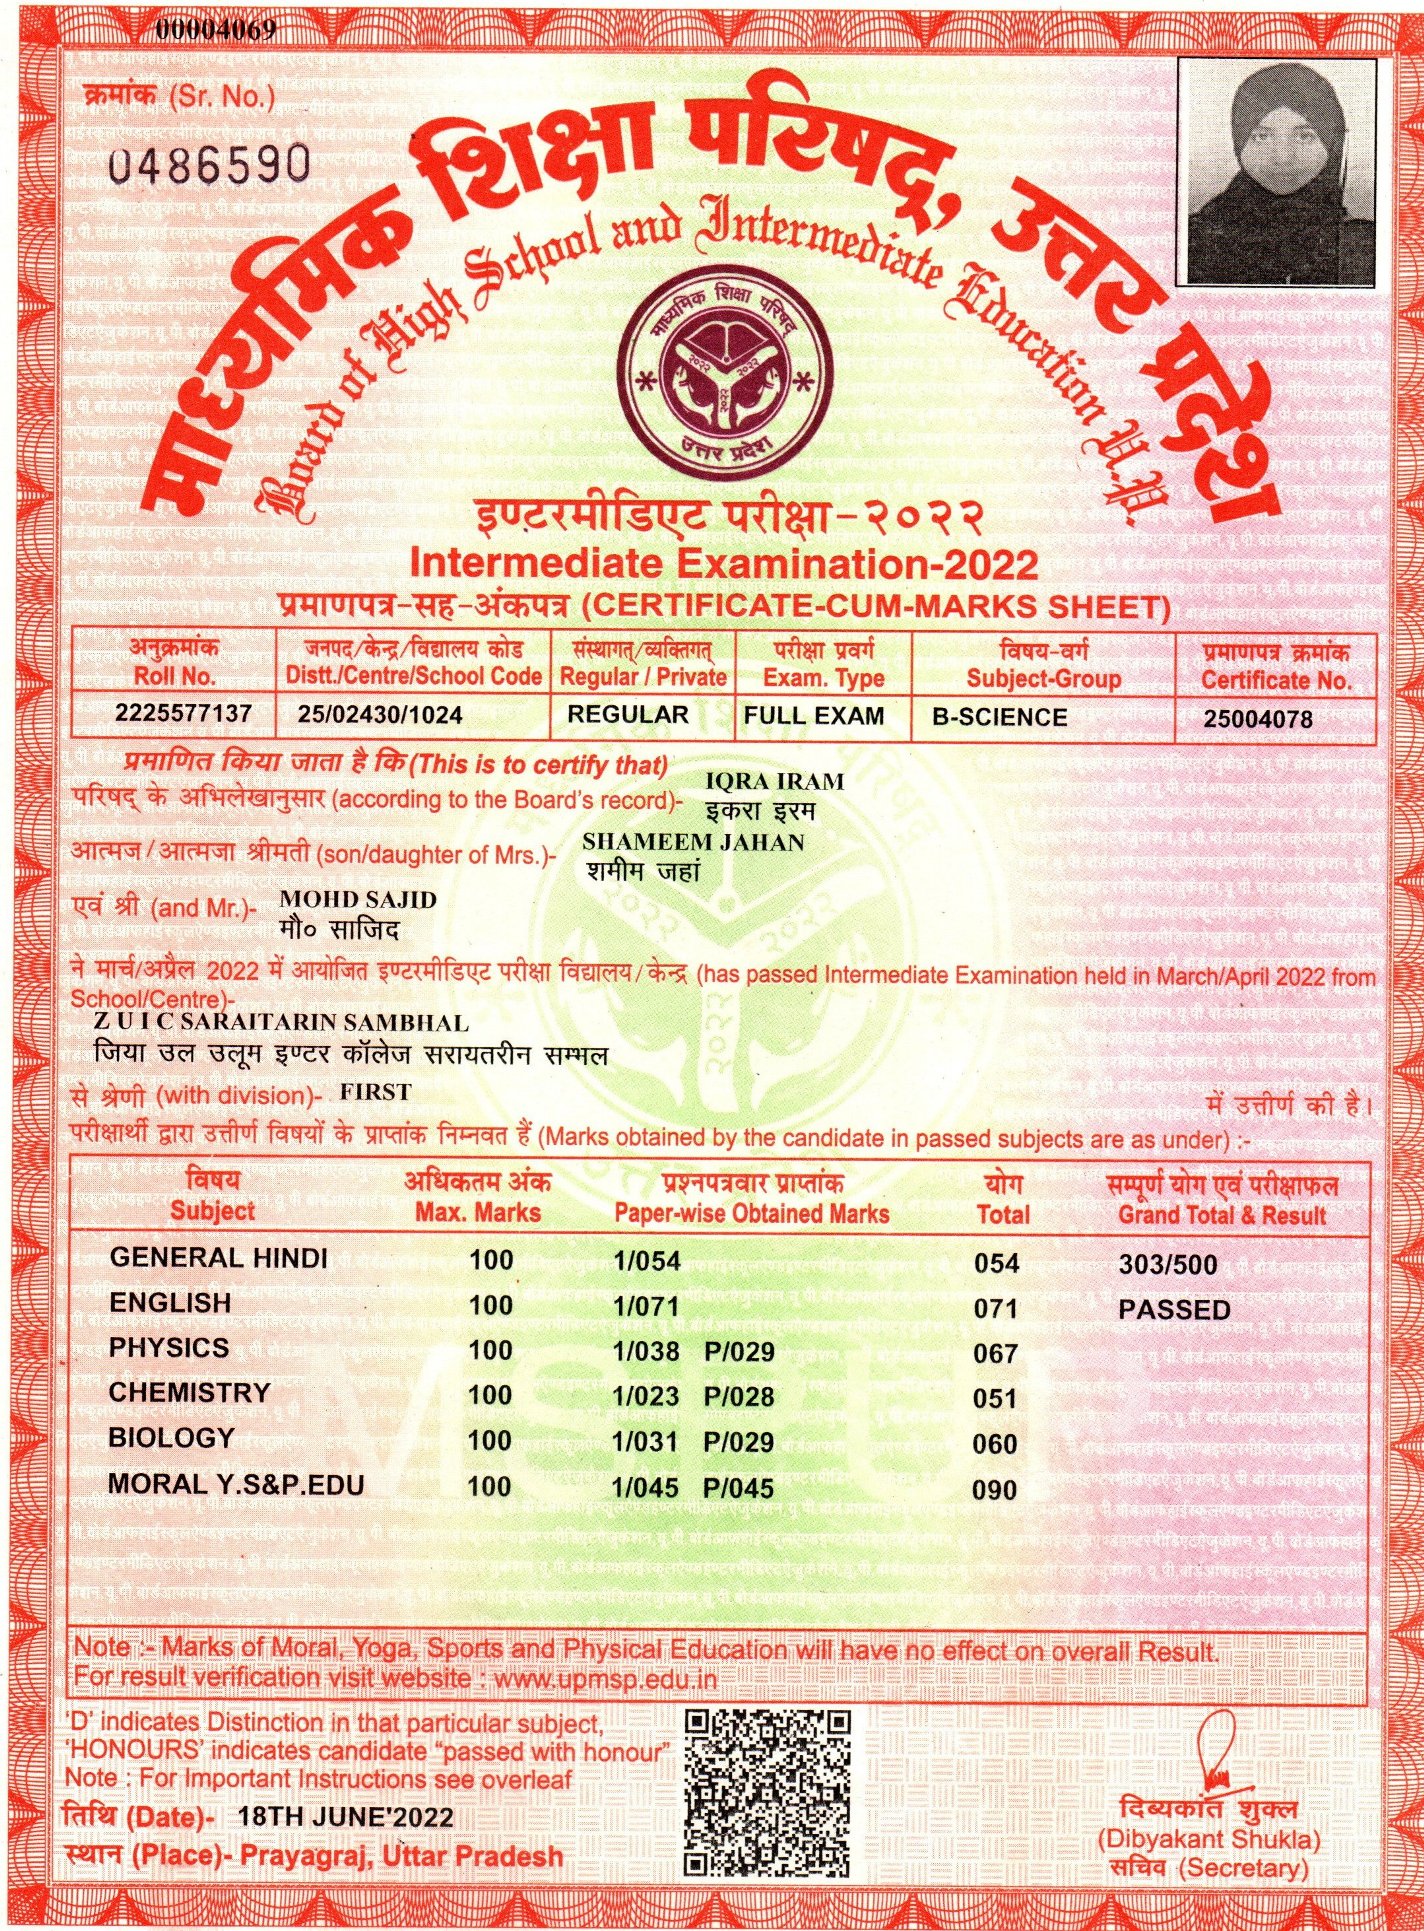 00004069
क्रमांक (Sr. No.)
0486590
माध्यमिक शिक्षा परिषद्, उत्तर प्रदेश
Board of High School and Intermediate Education U.P.
माध्यमिक शिक्षा परिषद्
२०२२ २०२२
२०२२
उत्तर प्रदेश
इण्टरमीडिएट परीक्षा-२०२२
Intermediate Examination-2022
प्रमाणपत्र-सह-अंकपत्र (CERTIFICATE-CUM-MARKS SHEET)
अनुक्रमांक जनपद/केन्द्र/विद्यालय कोड संस्थागत्/व्यक्तिगत् परीक्षा प्रवर्ग विषय-वर्ग प्रमाणपत्र क्रमांक
Roll No. Distt./Centre/School Code Regular / Private Exam. Type Subject-Group Certificate No.
2225577137 25/02430/1024 REGULAR FULL EXAM B-SCIENCE 25004078
प्रमाणित किया जाता है कि (This is to certify that)
IQRA IRAM
परिषद् के अभिलेखानुसार (according to the Board's record)-
इकरा इरम
SHAMEEM JAHAN
आत्मज / आत्मजा श्रीमती (son/daughter of Mrs.)-
शमीम जहां
एवं श्री (and Mr.)- MOHD SAJID
मौ० साजिद
ने मार्च/अप्रैल 2022 में आयोजित इण्टरमीडिएट परीक्षा विद्यालय / केन्द्र (has passed Intermediate Examination held in March/April 2022 from
School/Centre)-
Z U I C SARAITARIN SAMBHAL
जिया उल उलूम इण्टर कॉलेज सरायतरीन सम्भल
से श्रेणी (with division)- FIRST में उत्तीर्ण की है।
परीक्षार्थी द्वारा उत्तीर्ण विषयों के प्राप्तांक निम्नवत हैं (Marks obtained by the candidate in passed subjects are as under) :-
विषय अधिकतम अंक प्रश्नपत्रवार प्राप्तांक योग सम्पूर्ण योग एवं परीक्षाफल
Subject Max. Marks Paper-wise Obtained Marks Total Grand Total & Result
GENERAL HINDI 100 1/054 054 303/500
ENGLISH 100 1/071 071 PASSED
PHYSICS 100 1/038 P/029 067
CHEMISTRY 100 1/023 P/028 051
BIOLOGY 100 1/031 P/029 060
MORAL Y.S&P.EDU 100 1/045 P/045 090
Note :- Marks of Moral, Yoga, Sports and Physical Education will have no effect on overall Result.
For result verification visit website : www.upmsp.edu.in
'D' indicates Distinction in that particular subject,
'HONOURS' indicates candidate "passed with honour"
Note : For Important Instructions see overleaf
तिथि (Date)- 18TH JUNE'2022
स्थान (Place)- Prayagraj, Uttar Pradesh
दिब्यकांत शुक्ल
(Dibyakant Shukla)
सचिव (Secretary)